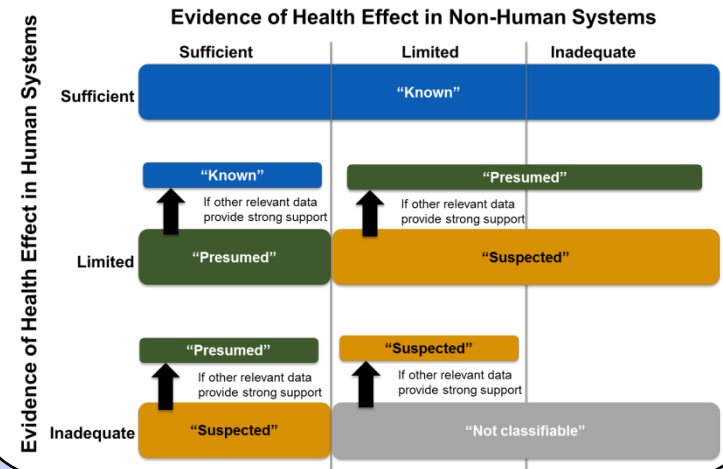 Evidence of Health Effect in Non-Human Systems
Evidence of Health Effect in Human Systems
Sufficient Limited Inadequate
Sufficient
“Known”
“Known”
If other relevant data
provide strong support
“Presumed”
If other relevant data
provide strong support
Limited
“Presumed”
“Suspected”
“Presumed”
If other relevant data
provide strong support
“Suspected”
If other relevant data
provide strong support
Inadequate
“Suspected”
“Not classifiable”